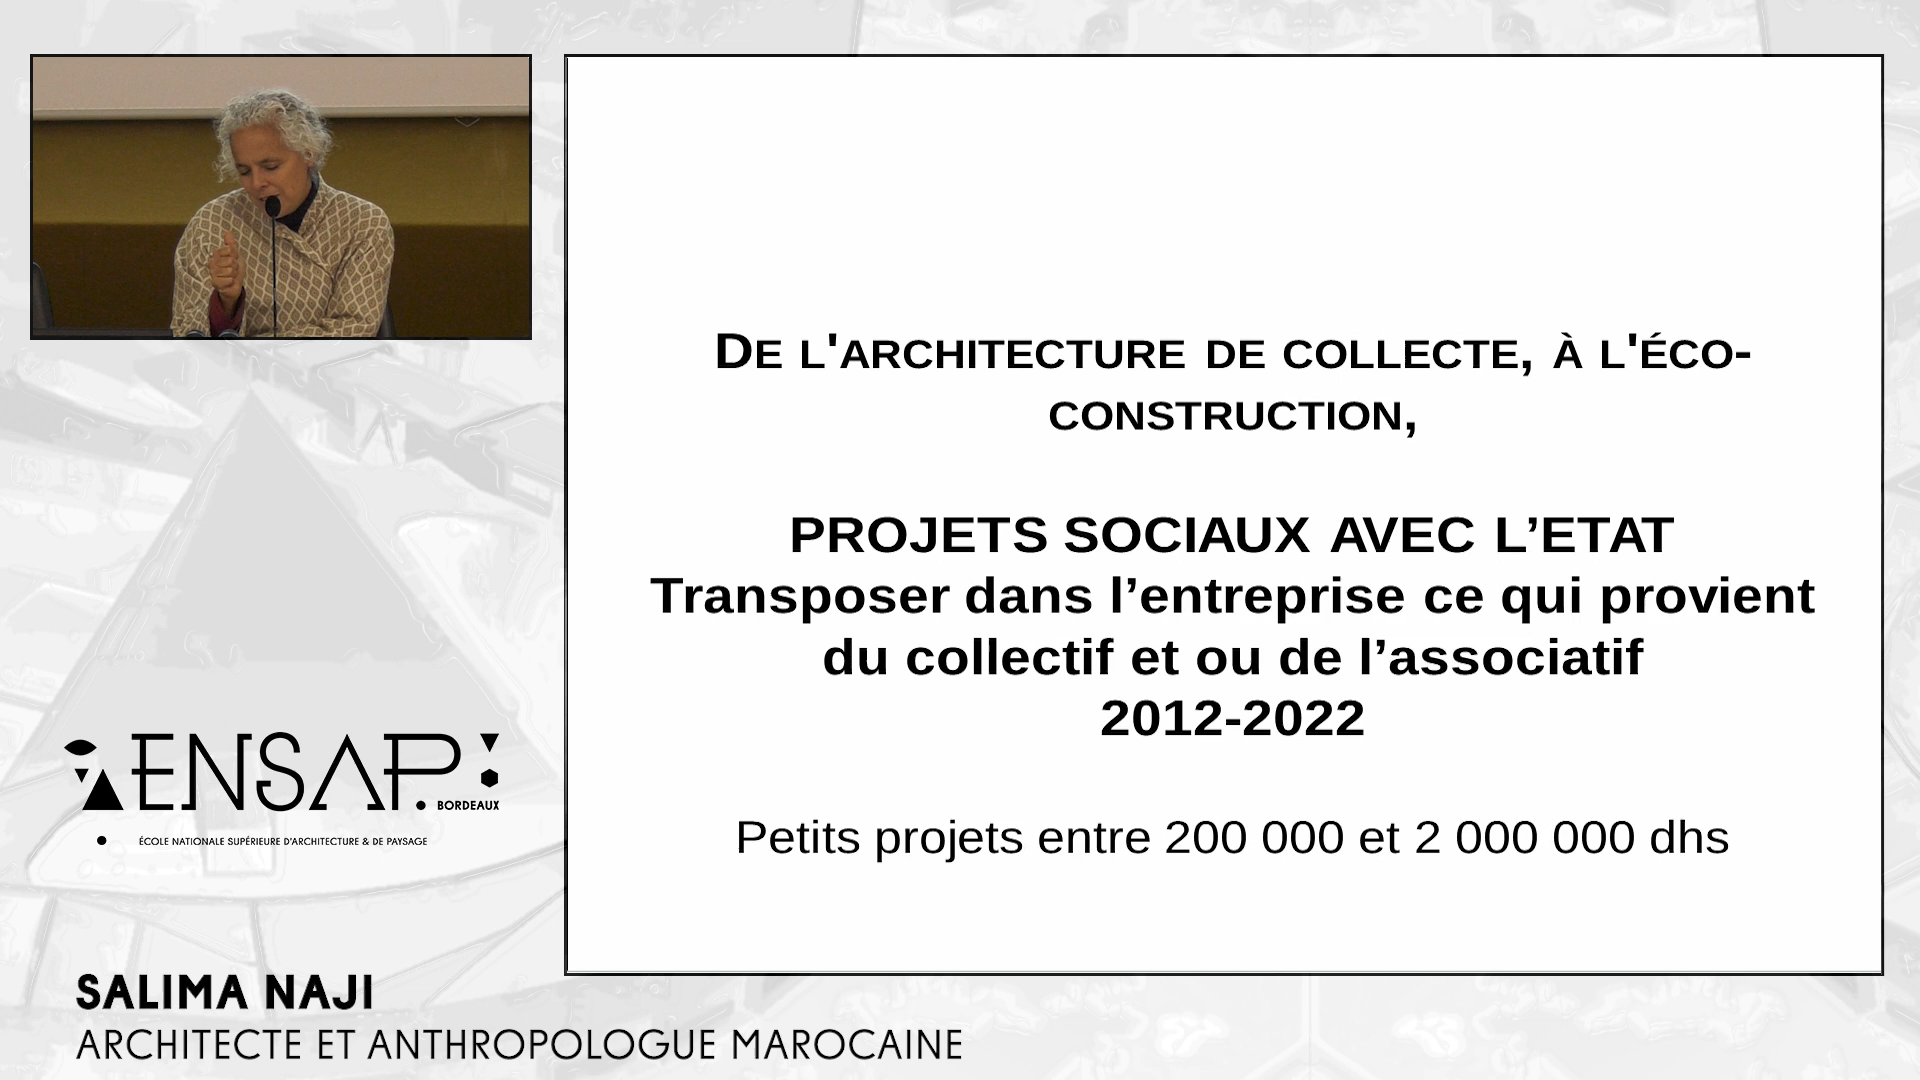 De l'architecture de collecte, à l'éco-
construction,
PROJETS SOCIAUX AVEC L’ETAT
Transposer dans l’entreprise ce qui provient
du collectif et ou de l’associatif
2012-2022
Petits projets entre 200 000 et 2 000 000 dhs
ENSAP.
BORDEAUX
ÉCOLE NATIONALE SUPÉRIEURE D'ARCHITECTURE & DE PAYSAGE
SALIMA NAJI
ARCHITECTE ET ANTHROPOLOGUE MAROCAINE